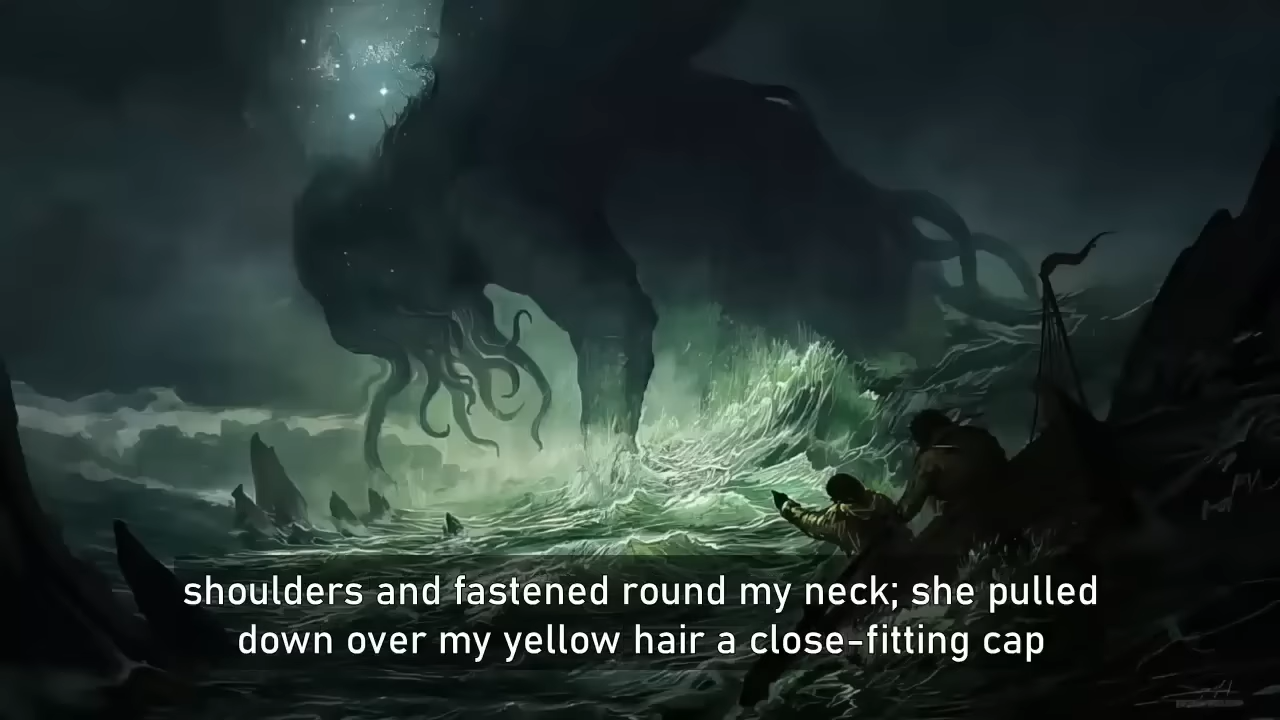 shoulders and fastened round my neck; she pulled
down over my yellow hair a close-fitting cap